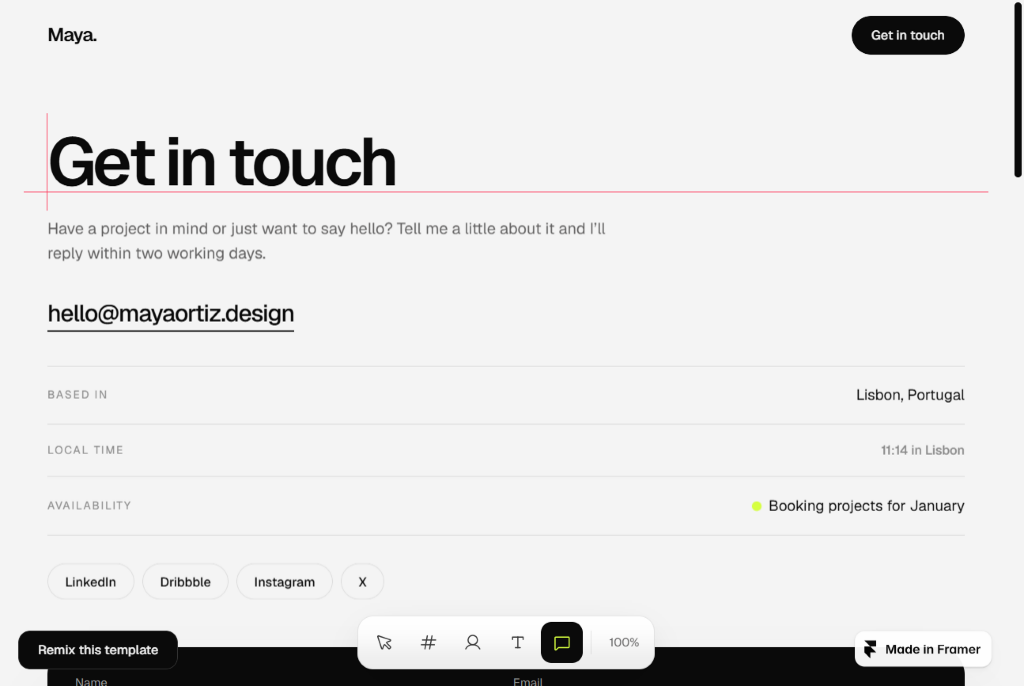 Maya.
Get in touch
Get in touch
Have a project in mind or just want to say hello? Tell me a little about it and I'll
reply within two working days.
hello@mayaortiz.design
BASED IN
Lisbon, Portugal
LOCAL TIME
11:14 in Lisbon
AVAILABILITY
Booking projects for January
LinkedIn
Dribbble
Instagram
X
Remix this template
T
100%
Made in Framer
Name
Email